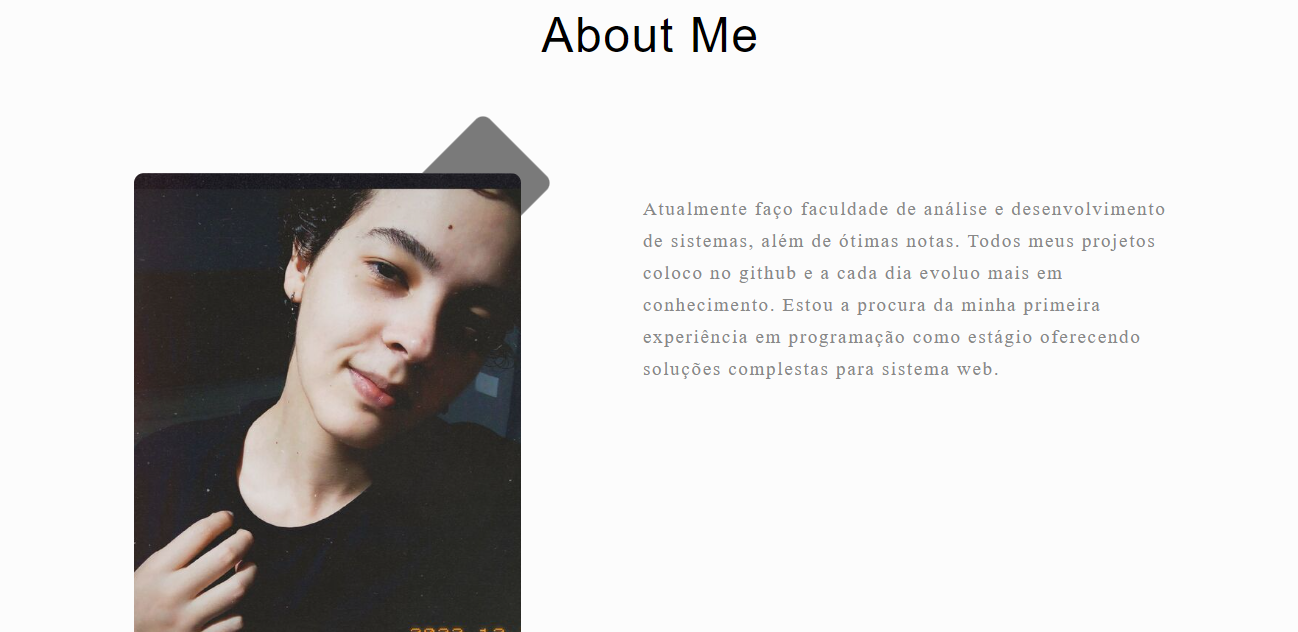 About Me
Atualmente faço faculdade de análise e desenvolvimento
de sistemas, além de ótimas notas. Todos meus projetos
coloco no github e a cada dia evoluo mais em
conhecimento. Estou a procura da minha primeira
experiência em programação como estágio oferecendo
soluções complestas para sistema web.